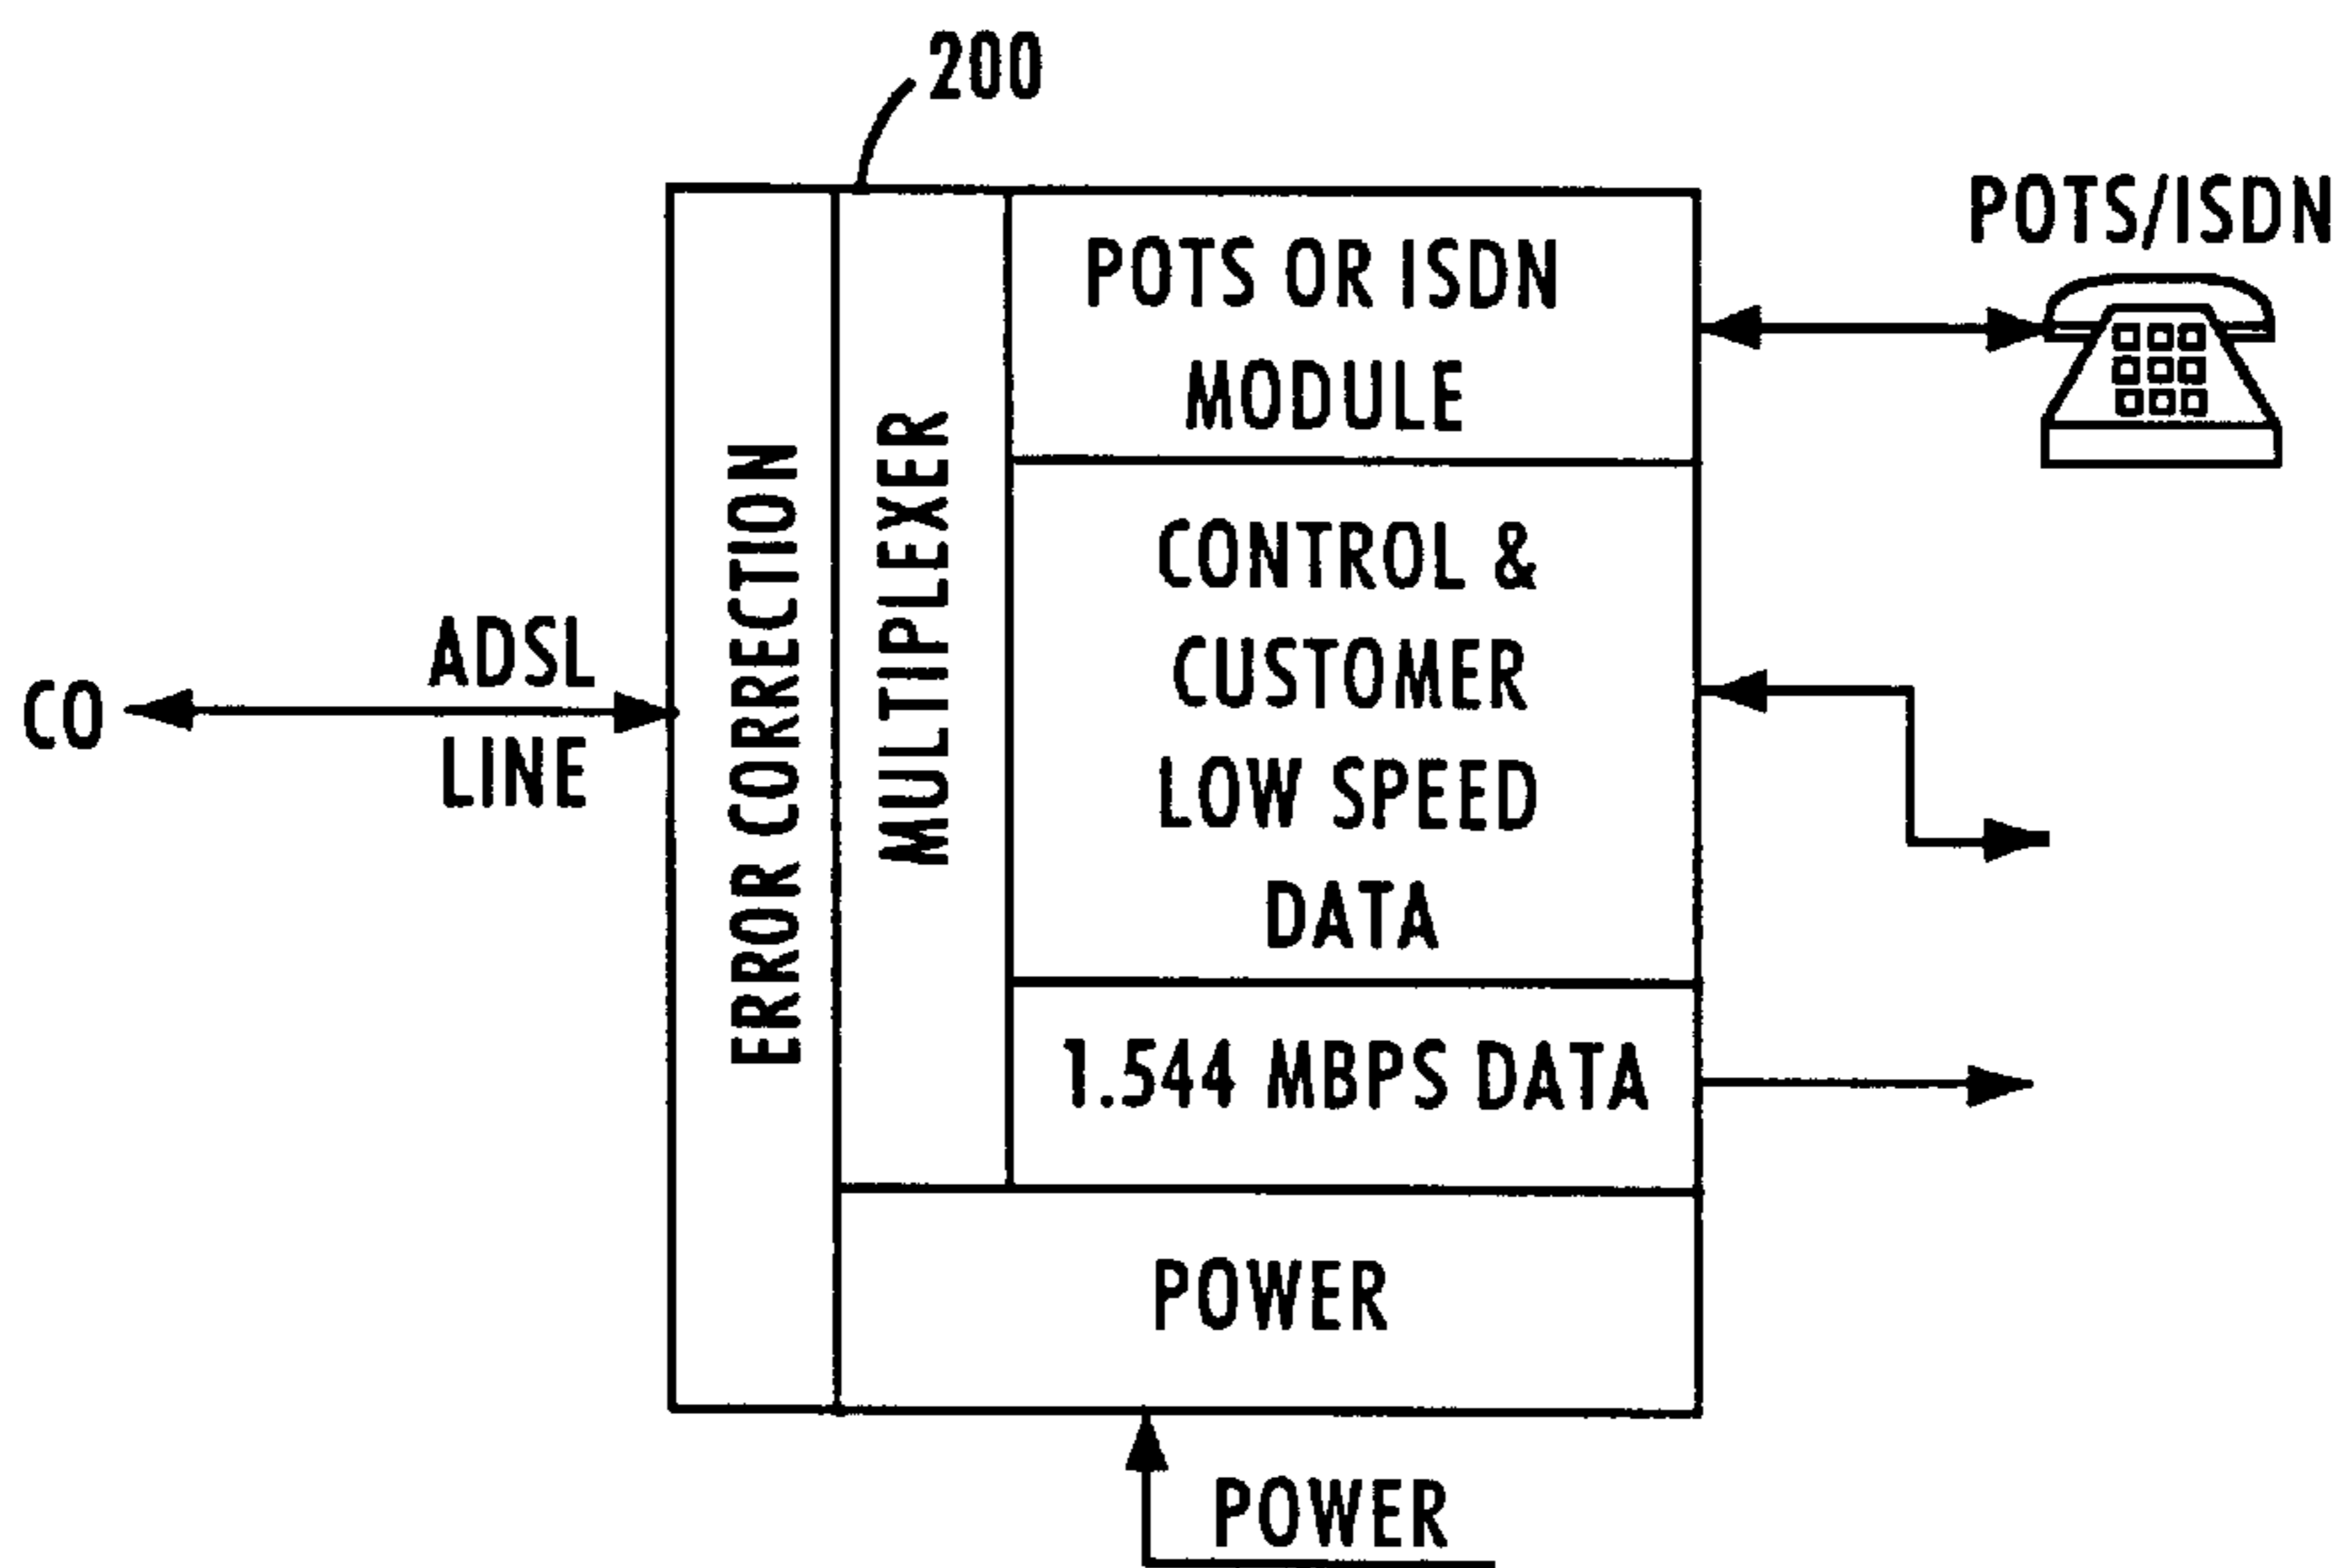 200
POTS/ISDN
POTS OR ISDN
MODULE
CONTROL &
CUSTOMER
LOW SPEED
DATA
1.544 MBPS DATA
MULTIPLEXER
ERROR CORRECTION
ADSL
LINE
CO
POWER
POWER